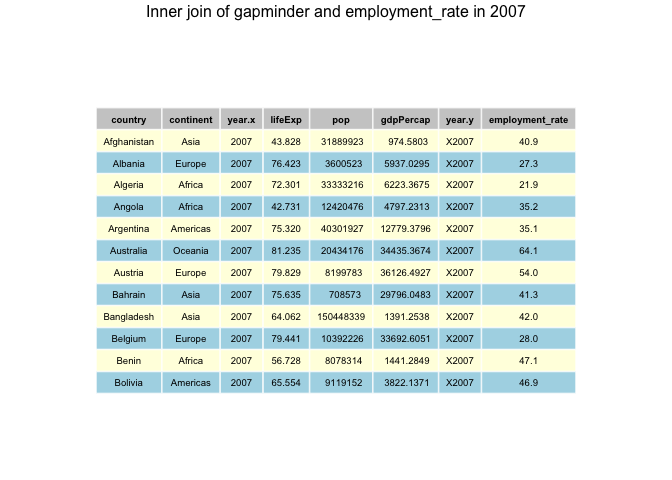 Inner join of gapminder and employment_rate in 2007
country continent year.x lifeExp pop gdpPercap year.y employment_rate
Afghanistan Asia 2007 43.828 31889923 974.5803 X2007 40.9
Albania Europe 2007 76.423 3600523 5937.0295 X2007 27.3
Algeria Africa 2007 72.301 33333216 6223.3675 X2007 21.9
Angola Africa 2007 42.731 12420476 4797.2313 X2007 35.2
Argentina Americas 2007 75.320 40301927 12779.3796 X2007 35.1
Australia Oceania 2007 81.235 20434176 34435.3674 X2007 64.1
Austria Europe 2007 79.829 8199783 36126.4927 X2007 54.0
Bahrain Asia 2007 75.635 708573 29796.0483 X2007 41.3
Bangladesh Asia 2007 64.062 150448339 1391.2538 X2007 42.0
Belgium Europe 2007 79.441 10392226 33692.6051 X2007 28.0
Benin Africa 2007 56.728 8078314 1441.2849 X2007 47.1
Bolivia Americas 2007 65.554 9119152 3822.1371 X2007 46.9